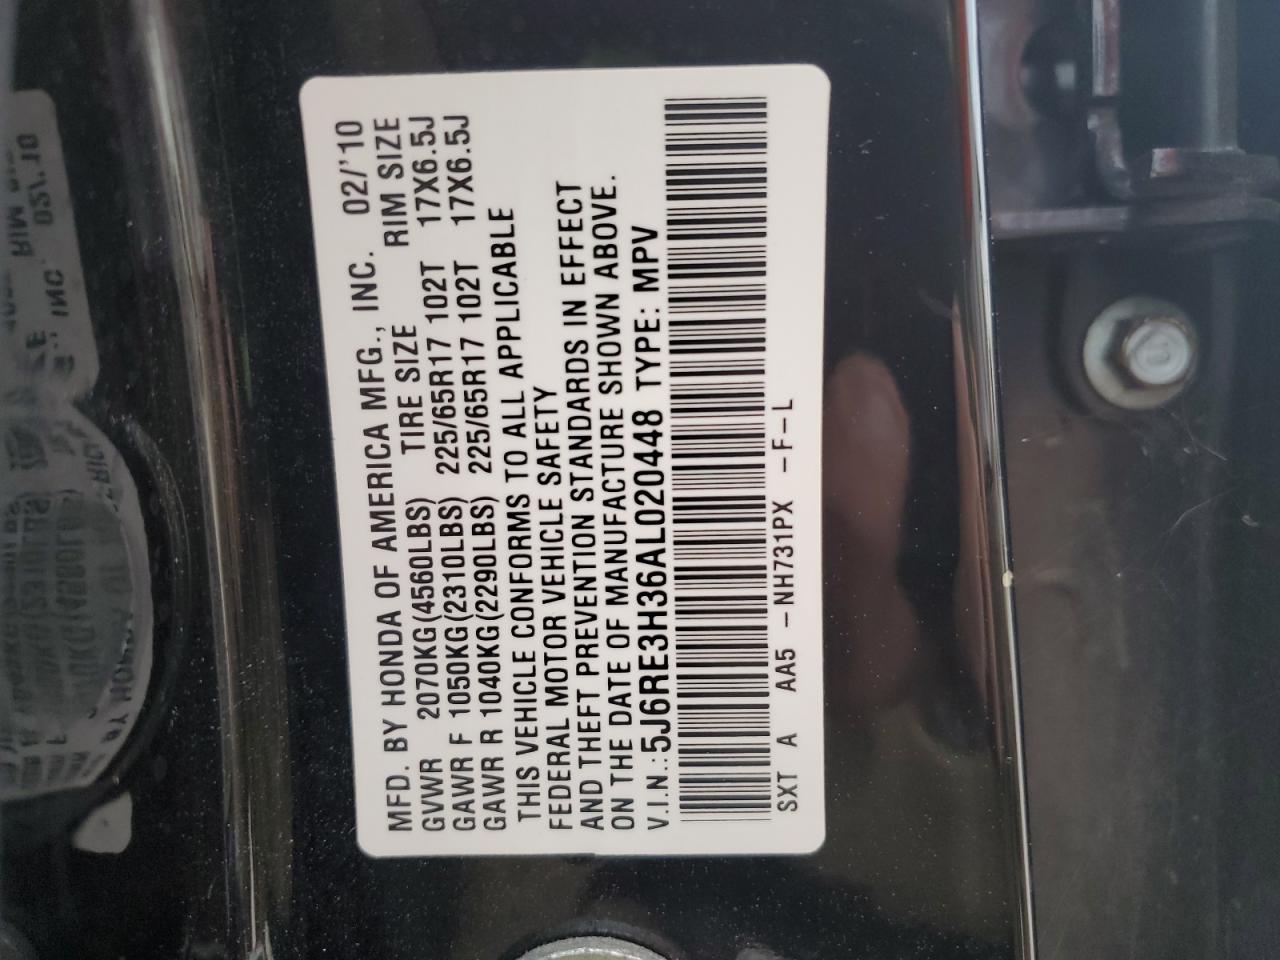 MFD. BY HONDA OF AMERICA MFG., INC. 02/'10
GVWR 2070KG(4560LBS) TIRE SIZE RIM SIZE
GAWR F 1050KG(2310LBS) 225/65R17 102T 17X6.5J
GAWR R 1040KG(2290LBS) 225/65R17 102T 17X6.5J
THIS VEHICLE CONFORMS TO ALL APPLICABLE
FEDERAL MOTOR VEHICLE SAFETY
AND THEFT PREVENTION STANDARDS IN EFFECT
ON THE DATE OF MANUFACTURE SHOWN ABOVE.
V.I.N.: 5J6RE3H36AL020448 TYPE: MPV
SXT A AA5 -NH731PX -F-L